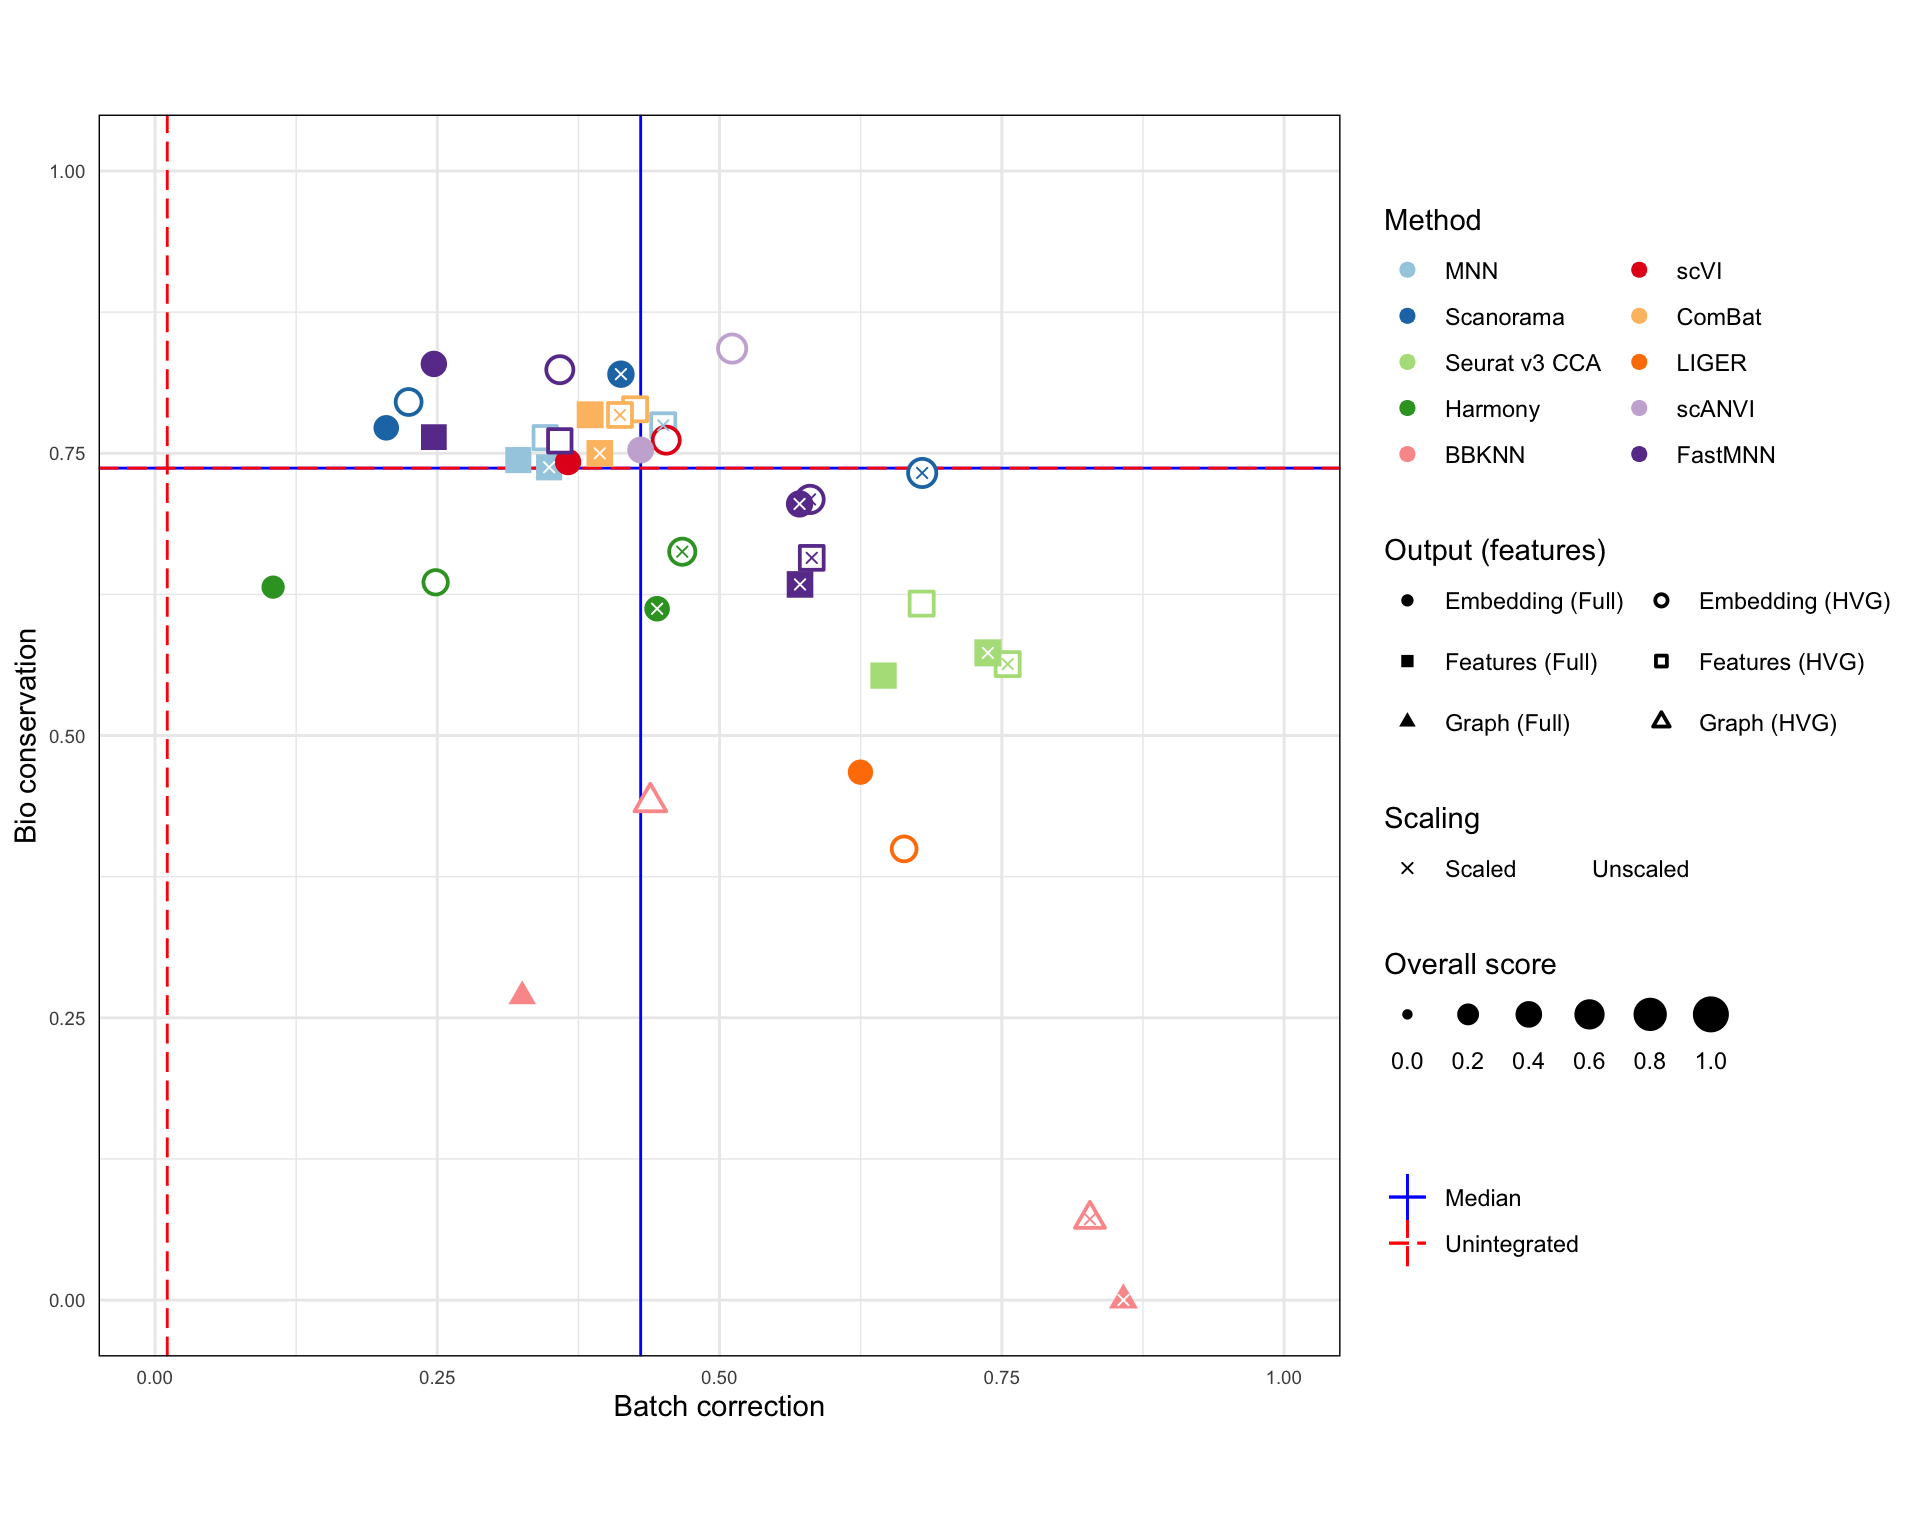 1.00
0.75
0.50
0.25
0.00
Bio conservation
0.00 0.25 0.50 0.75 1.00
Batch correction
Method
MNN scVI
Scanorama ComBat
Seurat v3 CCA LIGER
Harmony scANVI
BBKNN FastMNN
Output (features)
Embedding (Full) Embedding (HVG)
Features (Full) Features (HVG)
Graph (Full) Graph (HVG)
Scaling
Scaled Unscaled
Overall score
0.0 0.2 0.4 0.6 0.8 1.0
Median
Unintegrated